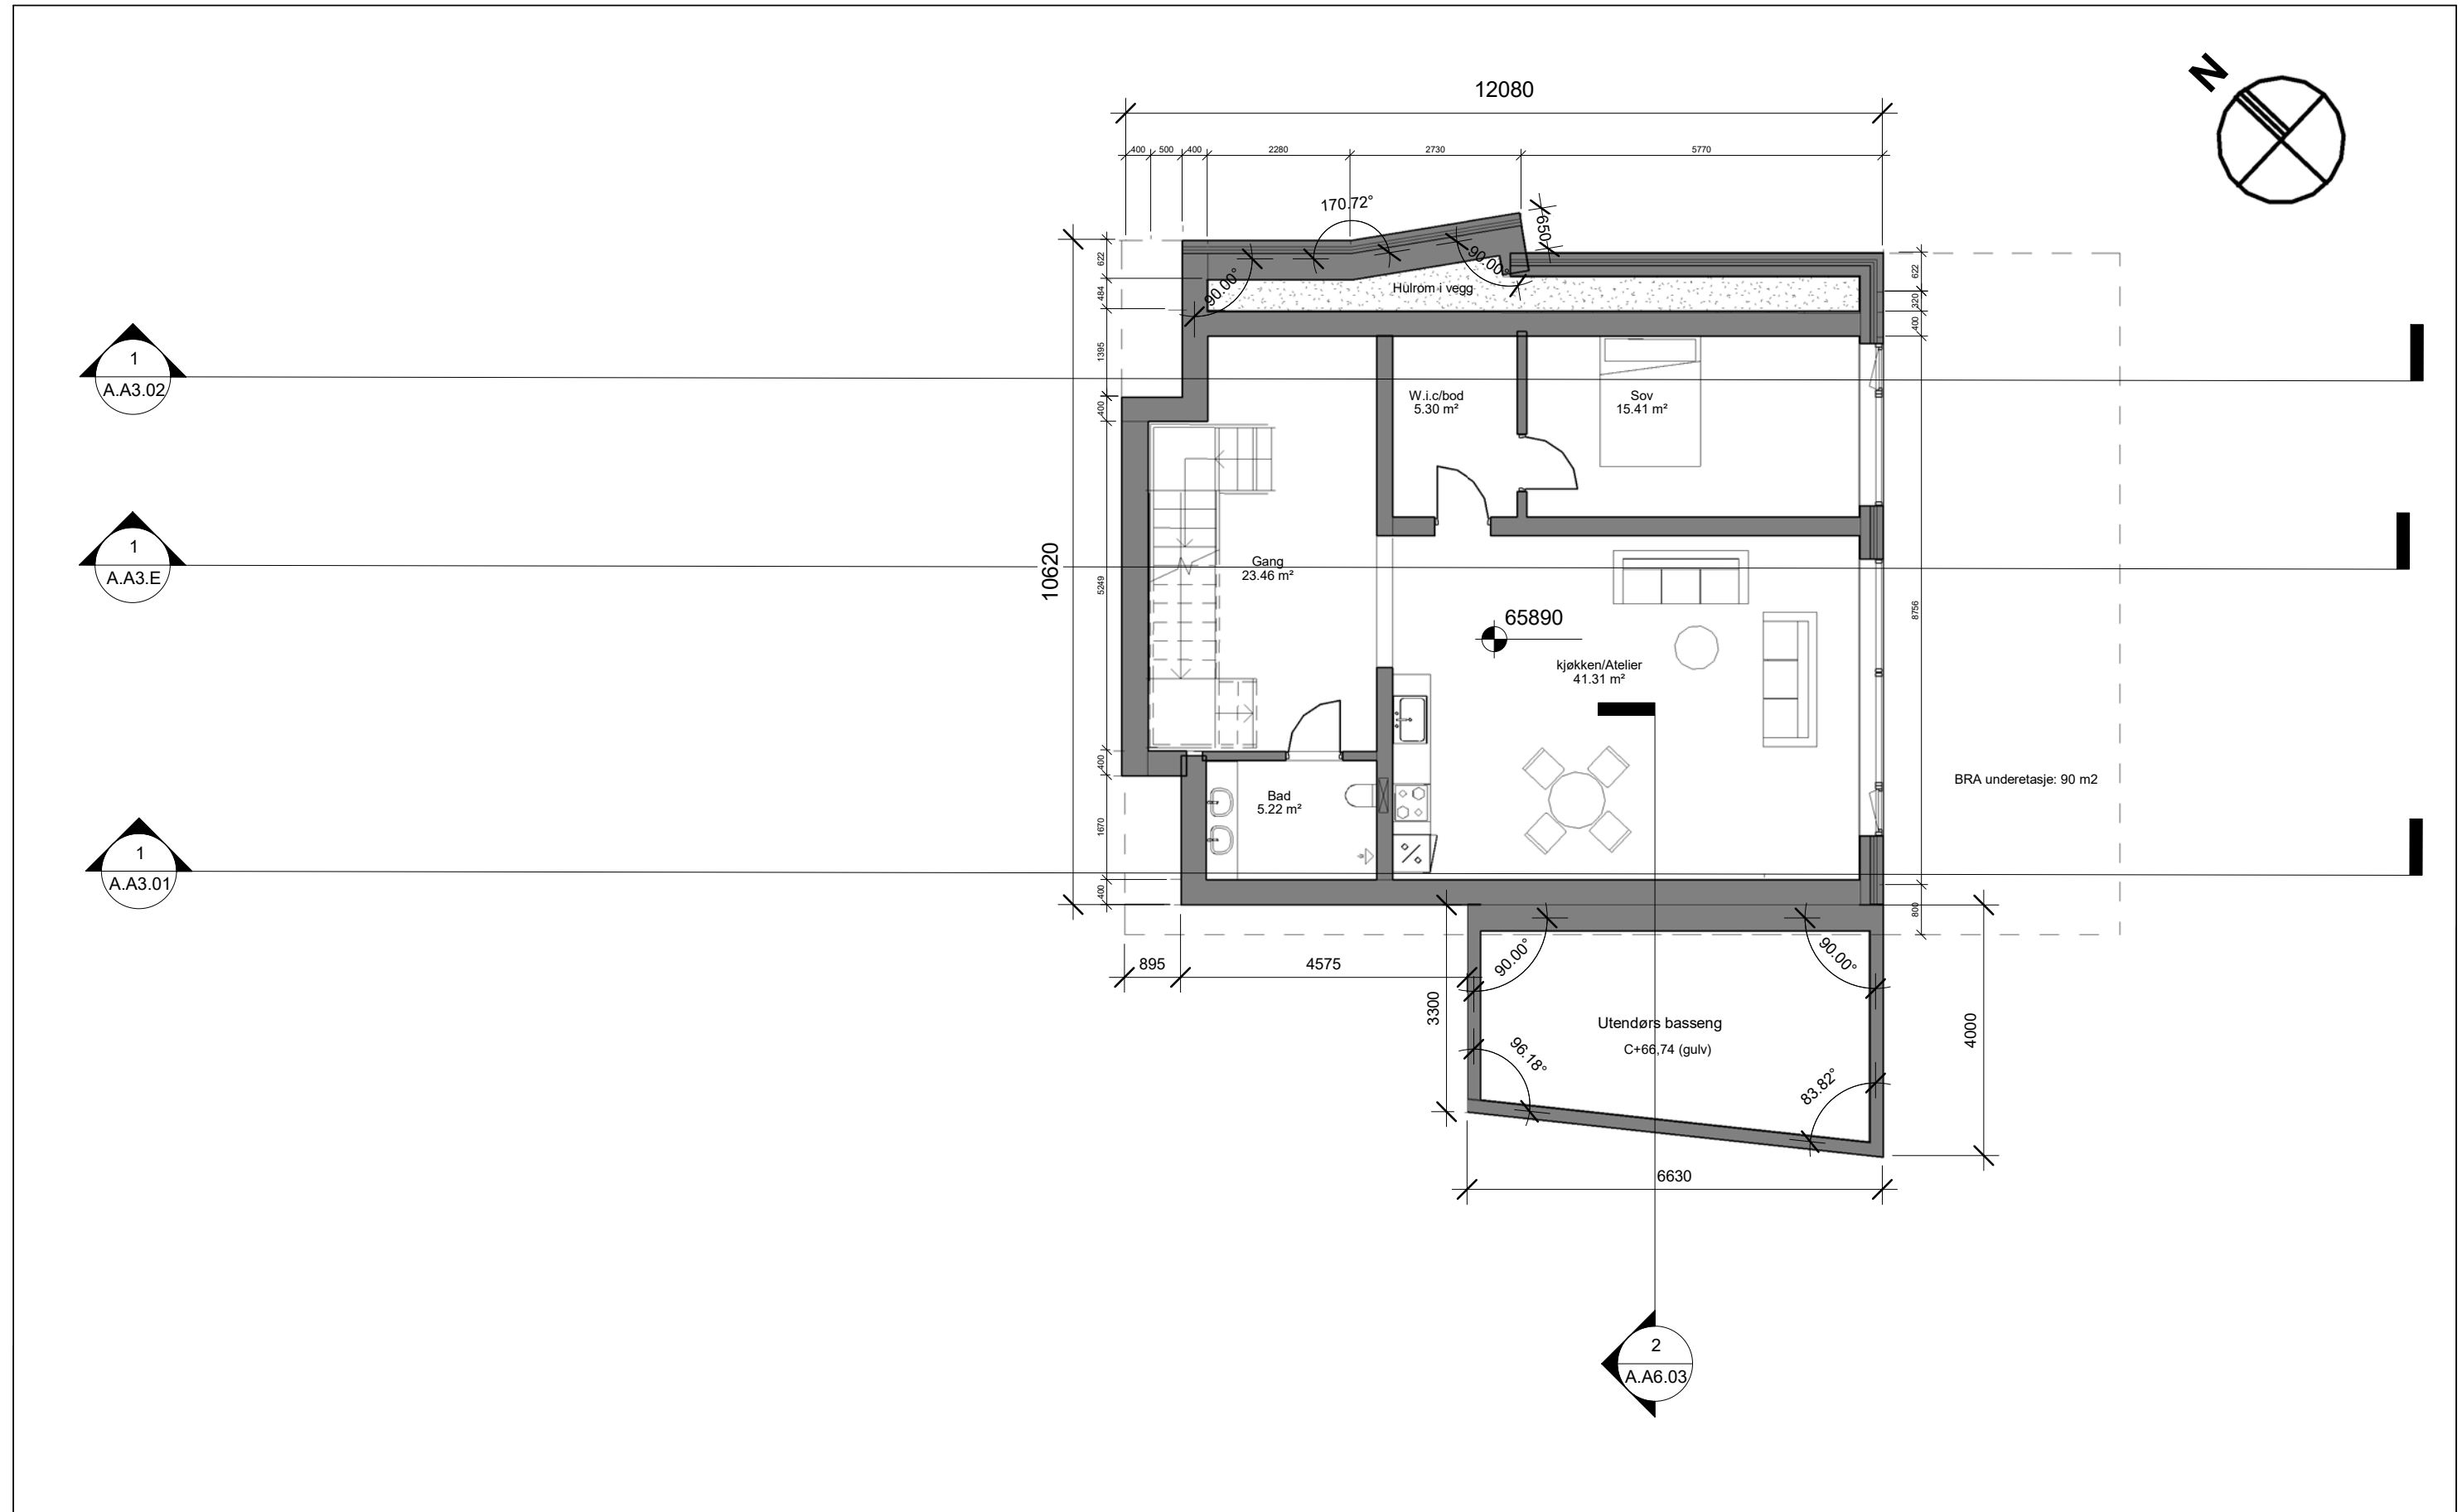 N
12080
400 500 400 2280 2730 5770
170.72°
650
90.00°
90.00°
Hulrom i vegg
622
484
1395
400
5249
400
1670
400
10620
622
320
400
8756
800
1
A.A3.02
W.i.c/bod
5.30 m²
Sov
15.41 m²
1
A.A3.E
Gang
23.46 m²
65890
kjøkken/Atelier
41.31 m²
BRA underetasje: 90 m2
Bad
5.22 m²
1
A.A3.01
895 4575
90.00°
90.00°
3300
4000
Utendørs basseng
C+66,74 (gulv)
96.18°
83.82°
6630
2
A.A6.03